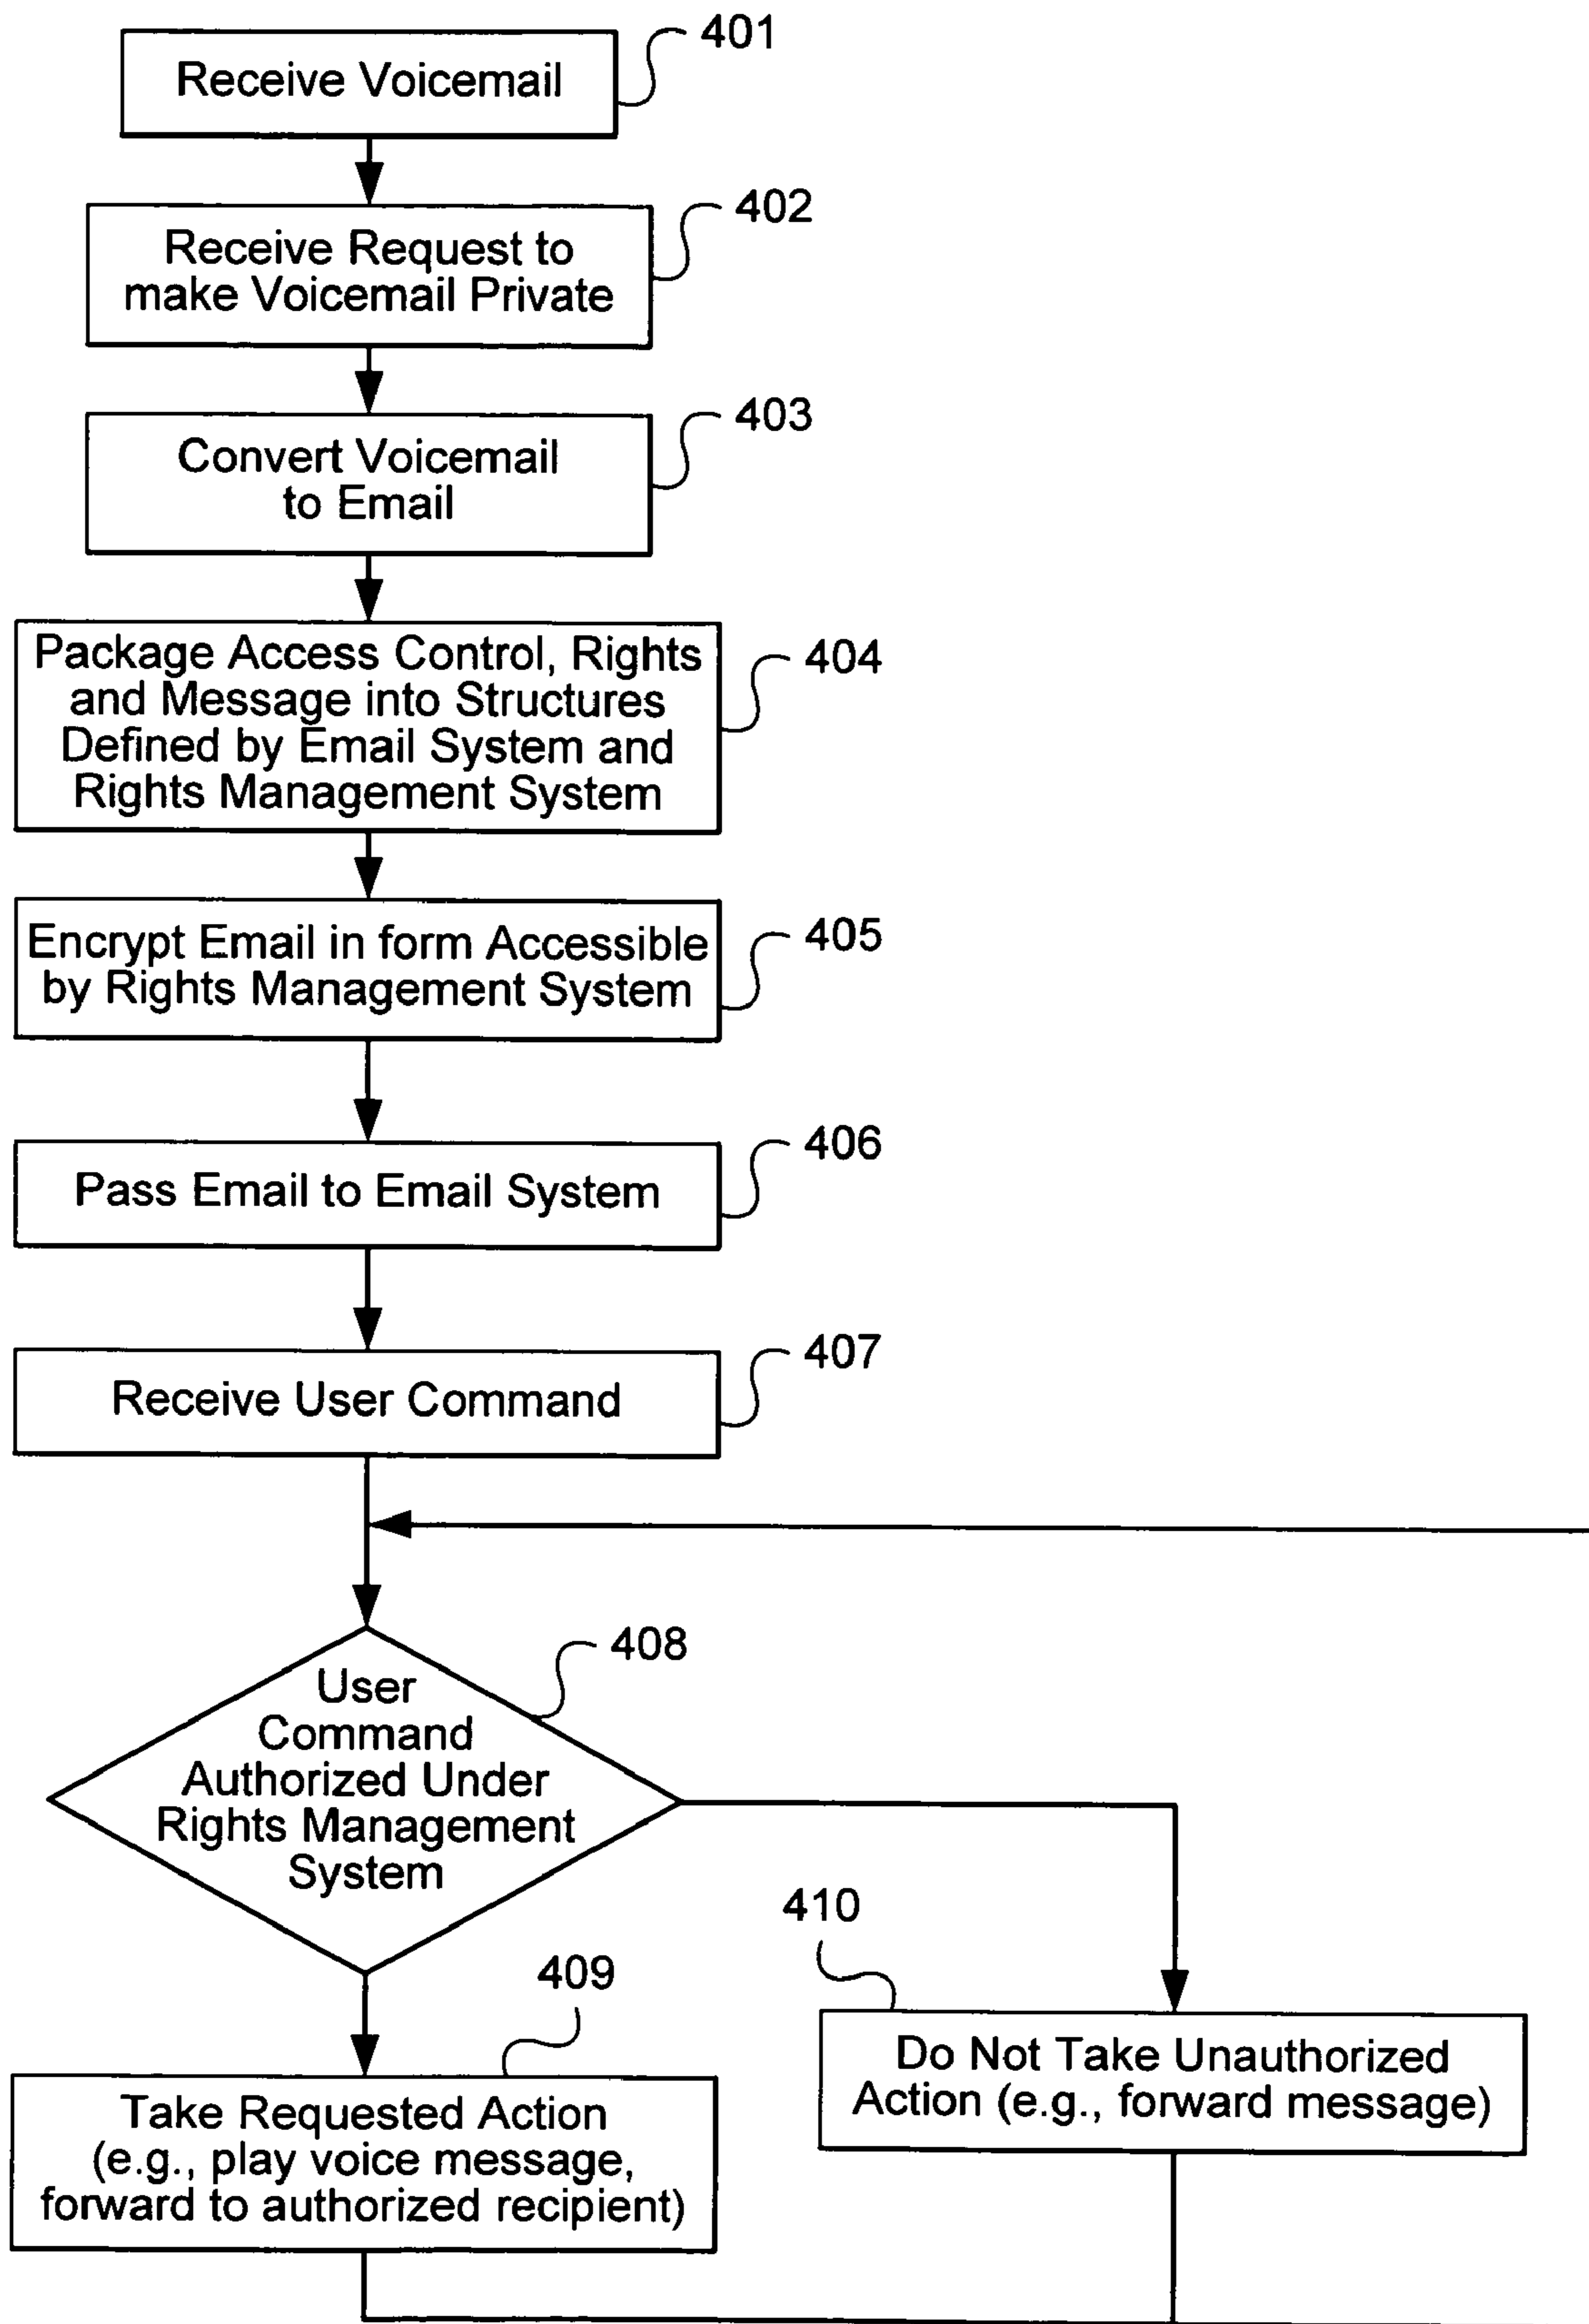 401
Receive Voicemail
402
Receive Request to
make Voicemail Private
403
Convert Voicemail
to Email
404
Package Access Control, Rights
and Message into Structures
Defined by Email System and
Rights Management System
405
Encrypt Email in form Accessible
by Rights Management System
406
Pass Email to Email System
407
Receive User Command
408
User
Command
Authorized Under
Rights Management
System
409
Take Requested Action
(e.g., play voice message,
forward to authorized recipient)
410
Do Not Take Unauthorized
Action (e.g., forward message)